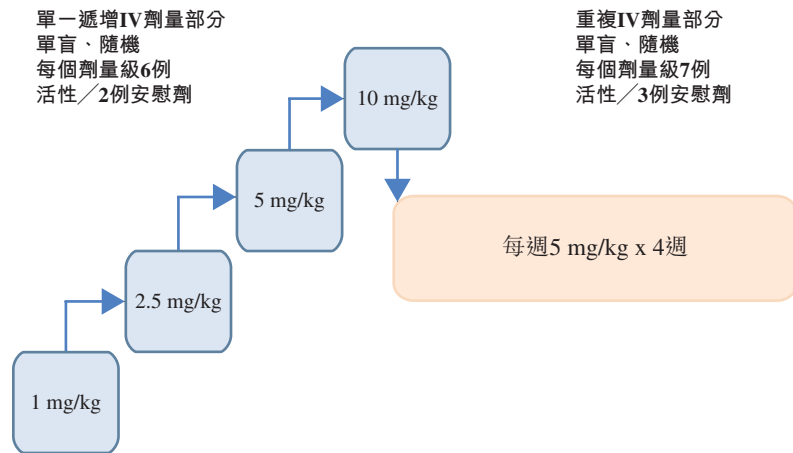 單一遞增IV劑量部分
單盲、隨機
每個劑量級6例
活性／2例安慰劑
重複IV劑量部分
單盲、隨機
每個劑量級7例
活性／3例安慰劑
10 mg/kg
5 mg/kg
每週5 mg/kg x 4週
2.5 mg/kg
1 mg/kg